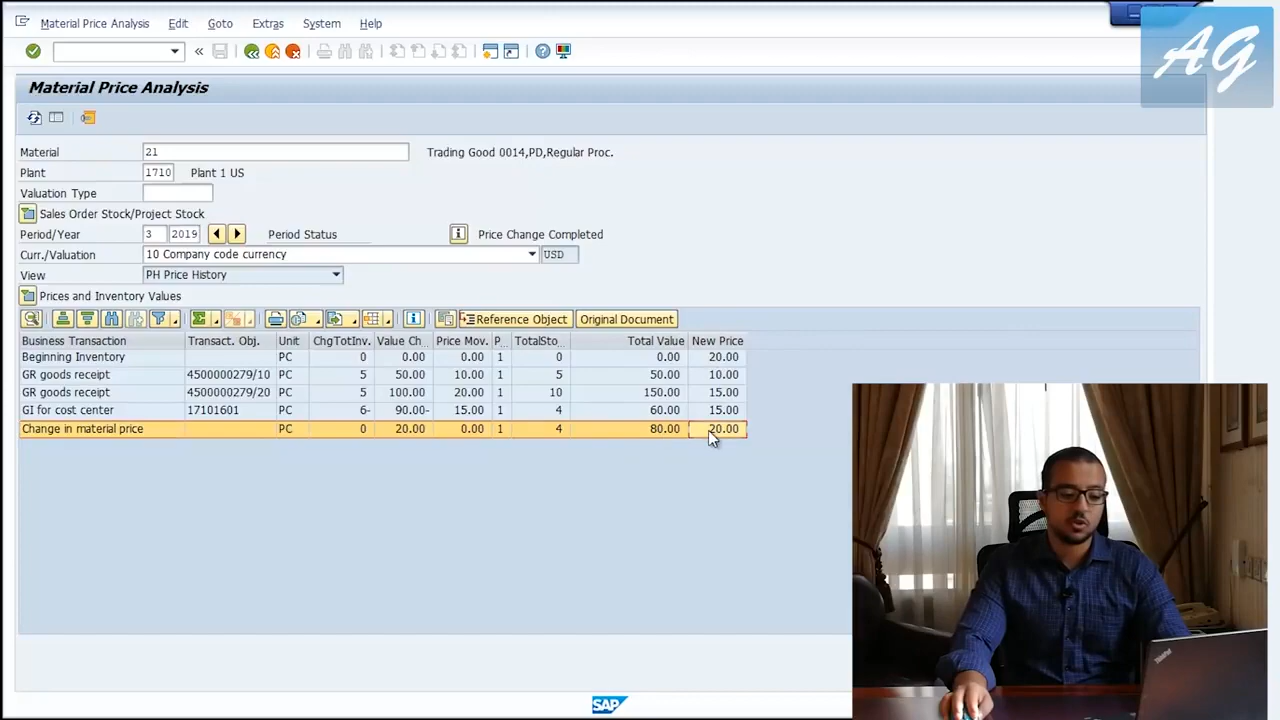 Material Price Analysis Edit Goto Extras System Help
AG
Material Price Analysis
Material 21 Trading Good 0014,PD,Regular Proc.
Plant 1710 Plant 1 US
Valuation Type
Sales Order Stock/Project Stock
Period/Year 3 2019 Period Status Price Change Completed
Curr./Valuation 10 Company code currency USD
View PH Price History
Prices and Inventory Values
Reference Object Original Document
Business Transaction Transact. Obj. Unit ChgTotInv. Value Ch... Price Mov. P... TotalSto... Total Value New Price
Beginning Inventory PC 0 0.00 0.00 1 0 0.00 20.00
GR goods receipt 4500000279/10 PC 5 50.00 10.00 1 5 50.00 10.00
GR goods receipt 4500000279/20 PC 5 100.00 20.00 1 10 150.00 15.00
GI for cost center 17101601 PC 6- 90.00- 15.00 1 4 60.00 15.00
Change in material price PC 0 20.00 0.00 1 4 80.00 20.00
ThinkPad
SAP